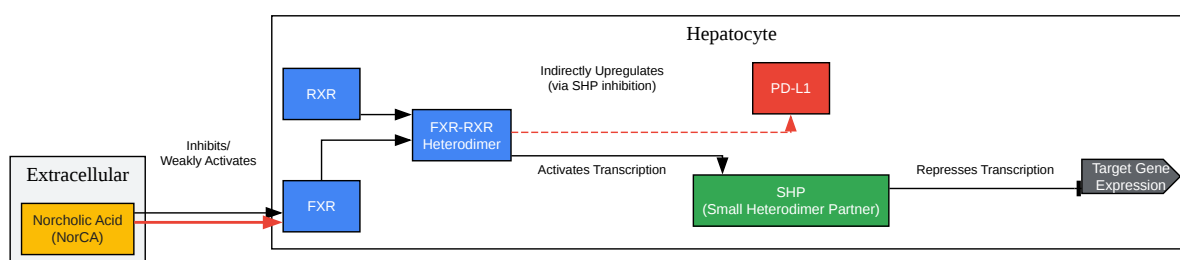 Hepatocyte
RXR
Indirectly Upregulates
(via SHP inhibition)
PD-L1
FXR-RXR
Heterodimer
Inhibits/
Weakly Activates
Activates Transcription
Represses Transcription
Target Gene
Expression
Extracellular
Norcholic Acid
(NorCA)
FXR
SHP
(Small Heterodimer Partner)